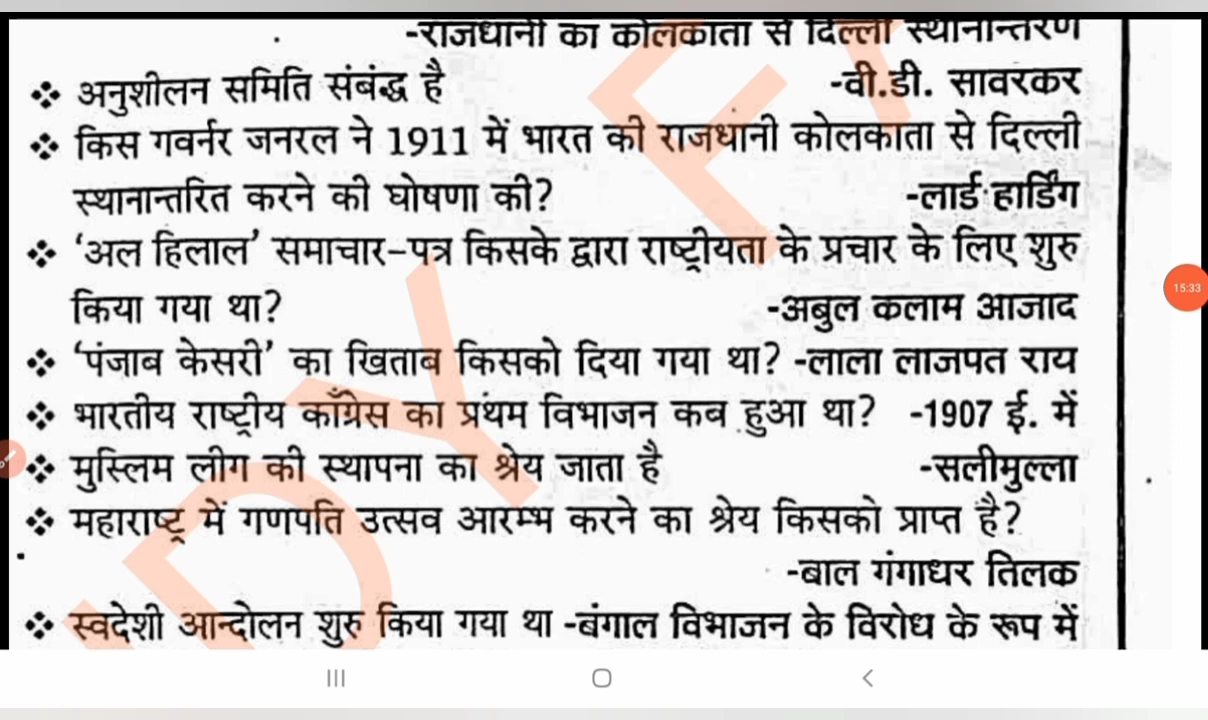 -राजधानी का कोलकाता से दिल्ली स्थानान्तरण
❖ अनुशीलन समिति संबंद्ध है -वी.डी. सावरकर
❖ किस गवर्नर जनरल ने 1911 में भारत की राजधानी कोलकाता से दिल्ली
स्थानान्तरित करने की घोषणा की? -लार्ड हार्डिंग
❖ ‘अल हिलाल’ समाचार-पत्र किसके द्वारा राष्ट्रीयता के प्रचार के लिए शुरु
किया गया था? -अबुल कलाम आजाद
❖ ‘पंजाब केसरी’ का खिताब किसको दिया गया था? -लाला लाजपत राय
❖ भारतीय राष्ट्रीय काँग्रेस का प्रथम विभाजन कब हुआ था? -1907 ई. में
❖ मुस्लिम लीग की स्थापना का श्रेय जाता है -सलीमुल्ला
❖ महाराष्ट्र में गणपति उत्सव आरम्भ करने का श्रेय किसको प्राप्त है?
-बाल गंगाधर तिलक
❖ स्वदेशी आन्दोलन शुरु किया गया था -बंगाल विभाजन के विरोध के रूप में
15:33